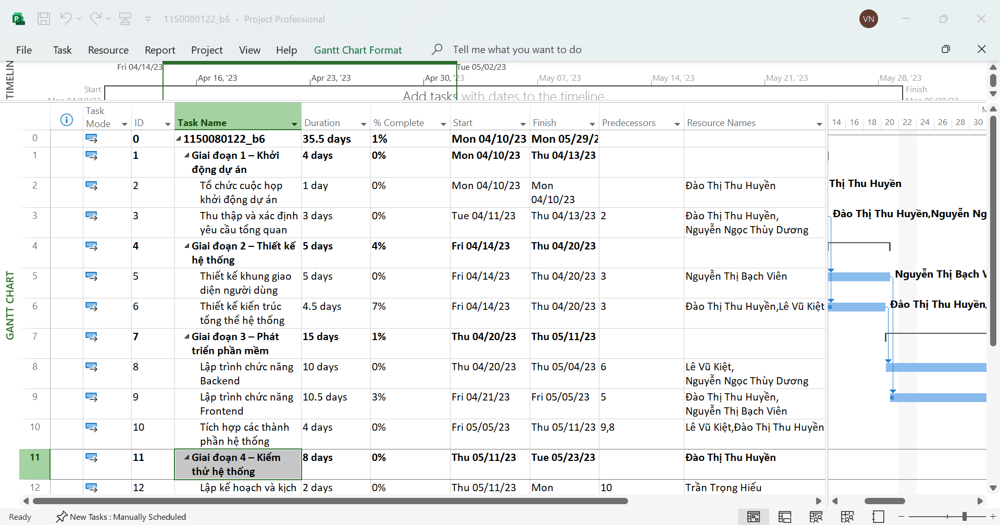 1150080122_b6 - Project Professional
VN
File Task Resource Report Project View Help Gantt Chart Format Tell me what you want to do
TIMELIN
Fri 04/14/23 Tue 05/02/23
Apr 16, '23 Apr 23, '23 Apr 30, '23 May 07, '23 May 14, '23 May 21, '23 May 28, '23
Start Finish
Add tasks with dates to the timeline
GANTT CHART
Task Mode ID Task Name Duration % Complete Start Finish Predecessors Resource Names
14 16 18 20 22 24 26 28 30
0 0 1150080122_b6 35.5 days 1% Mon 04/10/23 Mon 05/29/2
1 1 Giai đoạn 1 – Khởi 4 days 0% Mon 04/10/23 Thu 04/13/23
động dự án
2 2 Tổ chức cuộc họp 1 day 0% Mon 04/10/23 Mon Đào Thị Thu Huyền Thị Thu Huyền
khởi động dự án 04/10/23
3 3 Thu thập và xác định 3 days 0% Tue 04/11/23 Thu 04/13/23 2 Đào Thị Thu Huyền, Đào Thị Thu Huyền,Nguyễn Ng
yêu cầu tổng quan Nguyễn Ngọc Thùy Dương
4 4 Giai đoạn 2 – Thiết kế 5 days 4% Fri 04/14/23 Thu 04/20/23
hệ thống
5 5 Thiết kế khung giao 5 days 0% Fri 04/14/23 Thu 04/20/23 3 Nguyễn Thị Bạch Viên Nguyễn Thị Bạch V
diện người dùng
6 6 Thiết kế kiến trúc 4.5 days 7% Fri 04/14/23 Thu 04/20/23 3 Đào Thị Thu Huyền,Lê Vũ Kiệt Đào Thị Thu Huyền,
tổng thể hệ thống
7 7 Giai đoạn 3 – Phát 15 days 1% Thu 04/20/23 Thu 05/11/23
triển phần mềm
8 8 Lập trình chức năng 10 days 0% Thu 04/20/23 Thu 05/04/23 6 Lê Vũ Kiệt,
Backend Nguyễn Ngọc Thùy Dương
9 9 Lập trình chức năng 10.5 days 3% Fri 04/21/23 Fri 05/05/23 5 Đào Thị Thu Huyền,
Frontend Nguyễn Thị Bạch Viên
10 10 Tích hợp các thành 4 days 0% Fri 05/05/23 Thu 05/11/23 9,8 Lê Vũ Kiệt,Đào Thị Thu Huyền
phần hệ thống
11 11 Giai đoạn 4 – Kiểm 8 days 0% Thu 05/11/23 Tue 05/23/23 Đào Thị Thu Huyền
thử hệ thống
12 12 Lập kế hoạch và kịch 2 days 0% Thu 05/11/23 Mon 10 Trần Trọng Hiếu
Ready New Tasks : Manually Scheduled